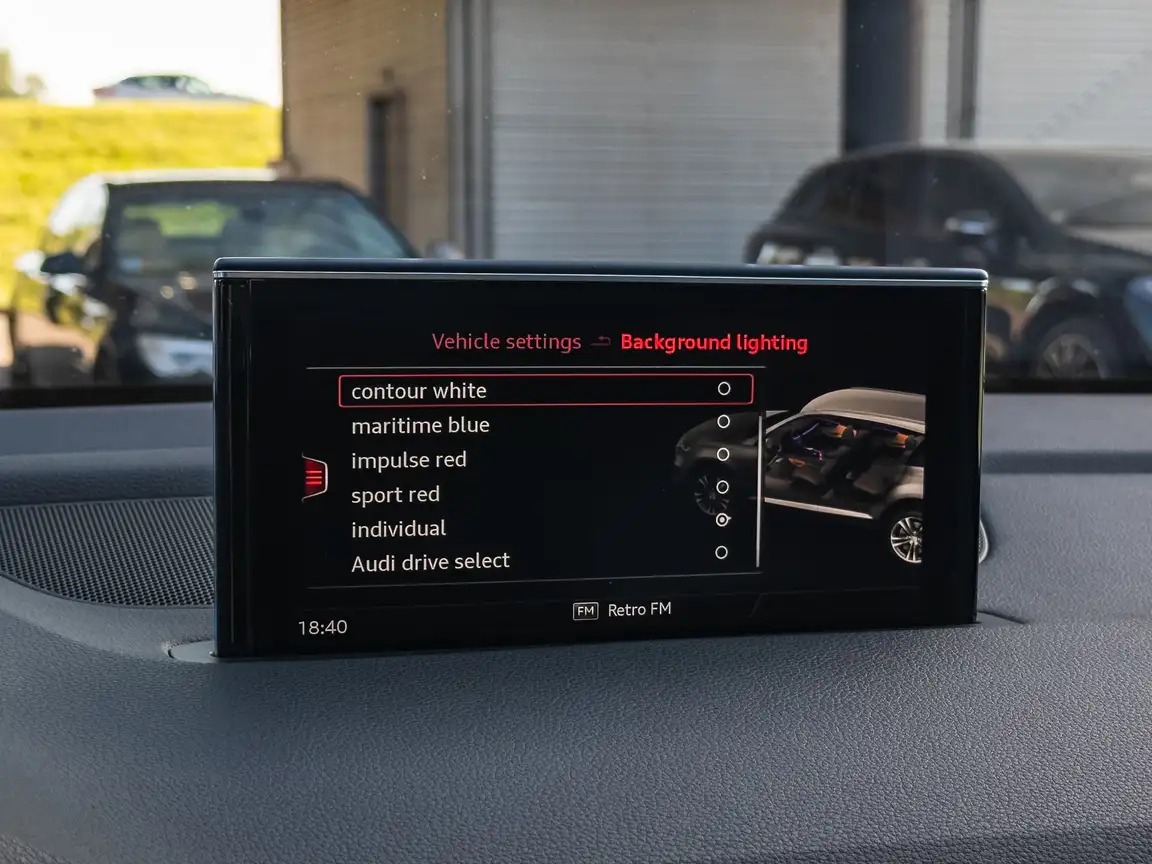 Vehicle settings Background lighting
contour white
maritime blue
impulse red
sport red
individual
Audi drive select
FM Retro FM
18:40